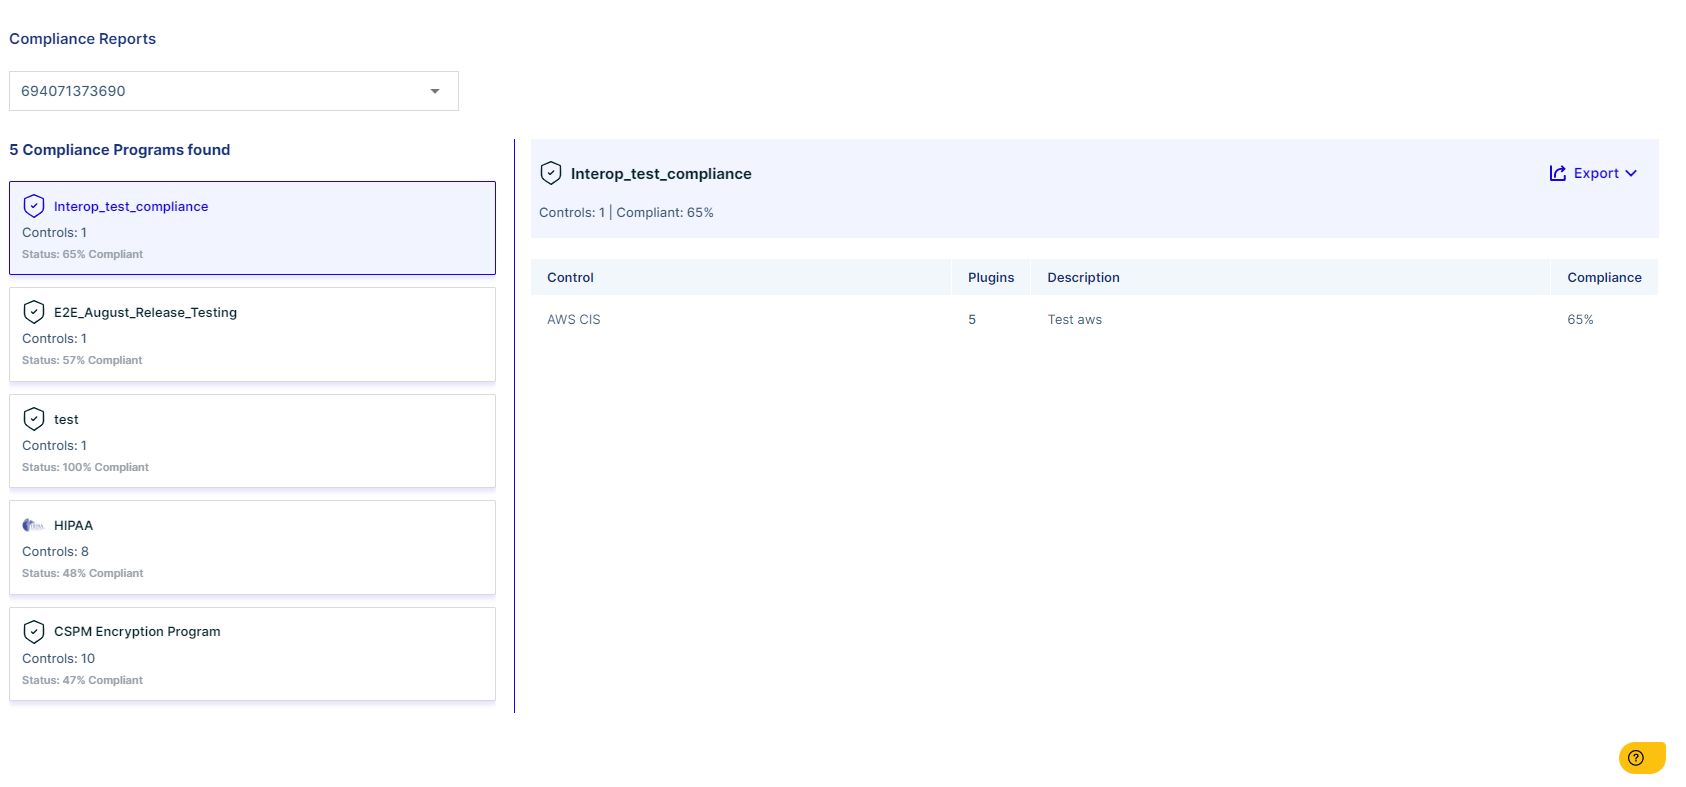 Compliance Reports
694071373690
5 Compliance Programs found
Interop_test_compliance
Controls: 1
Status: 65% Compliant
E2E_August_Release_Testing
Controls: 1
Status: 57% Compliant
test
Controls: 1
Status: 100% Compliant
HIPAA
Controls: 8
Status: 48% Compliant
CSPM Encryption Program
Controls: 10
Status: 47% Compliant
Interop_test_compliance
Export
Controls: 1 | Compliant: 65%
Control Plugins Description Compliance
AWS CIS 5 Test aws 65%